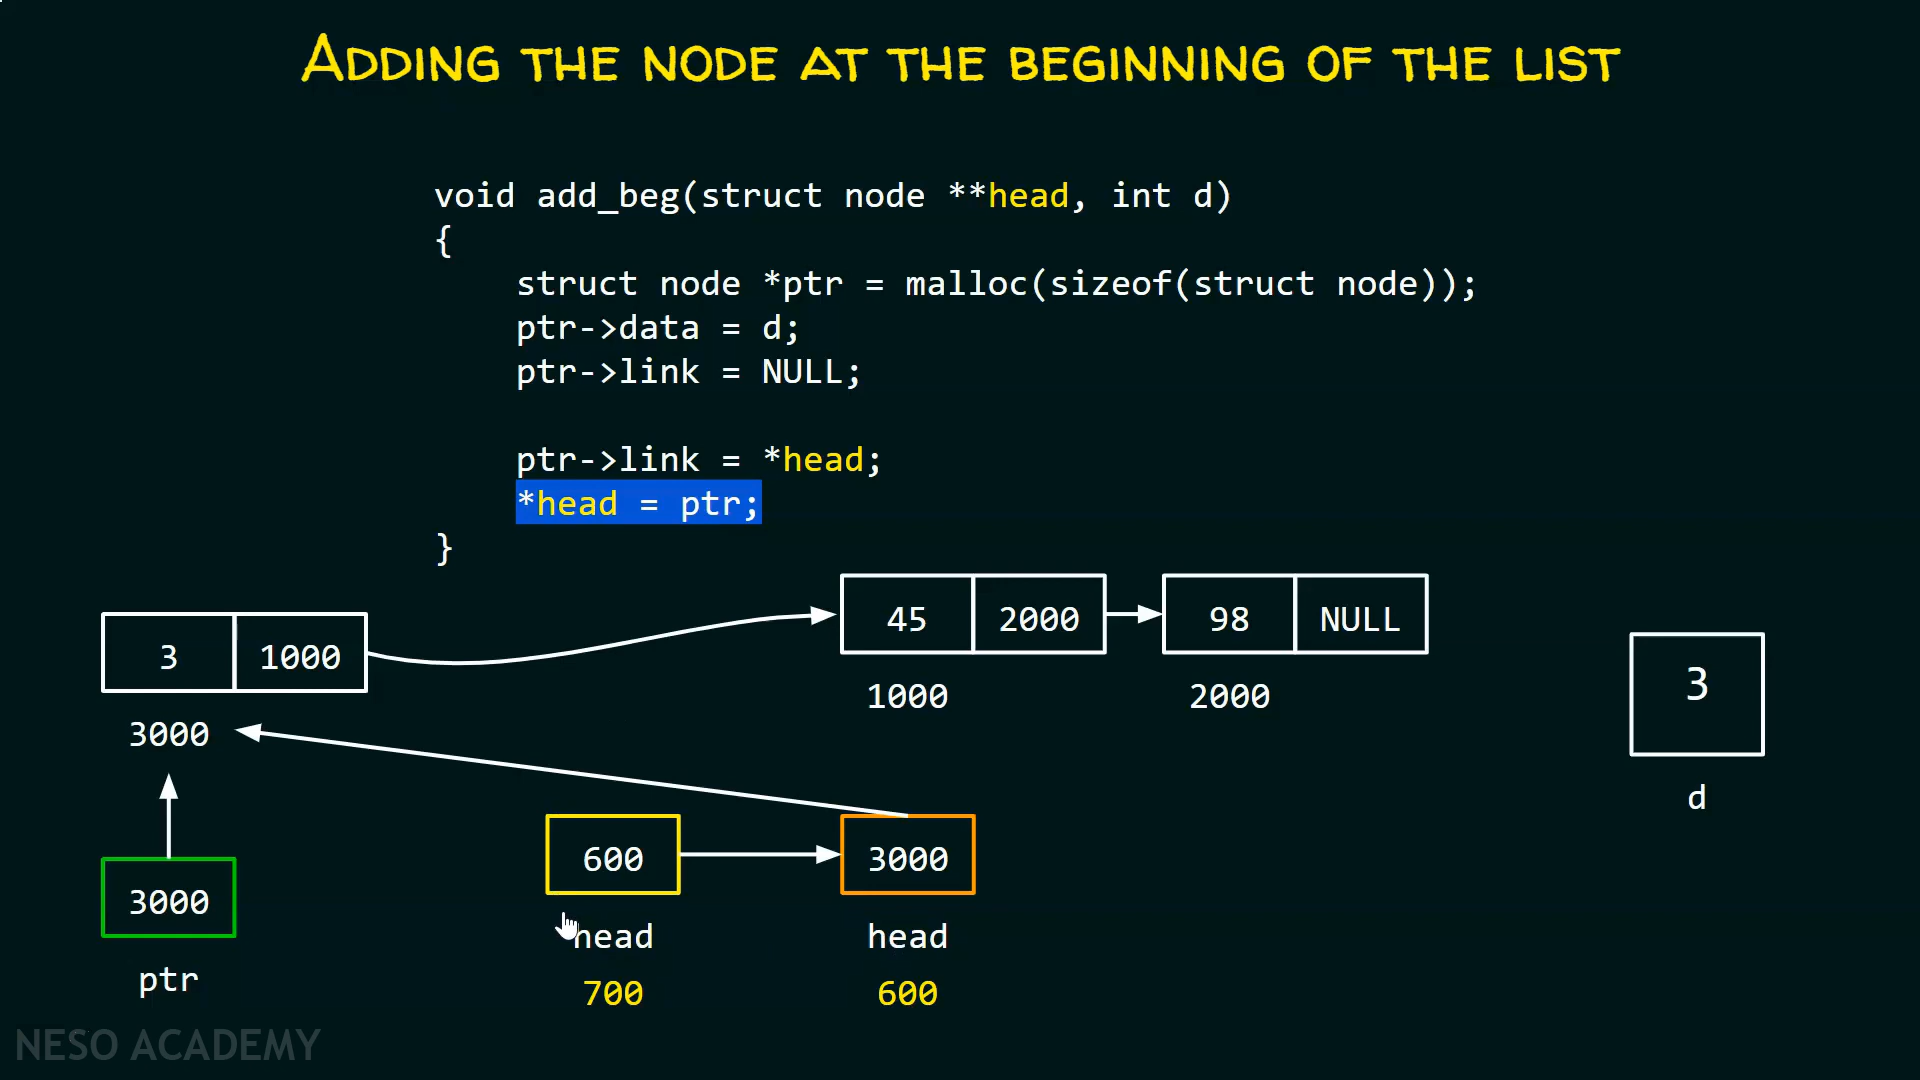 ADDING THE NODE AT THE BEGINNING OF THE LIST
void add_beg(struct node **head, int d)
{
struct node *ptr = malloc(sizeof(struct node));
ptr->data = d;
ptr->link = NULL;
ptr->link = *head;
*head = ptr;
}
3 1000
3000
45 2000
1000
98 NULL
2000
3
d
3000
ptr
600
head
700
3000
head
600
NESO ACADEMY